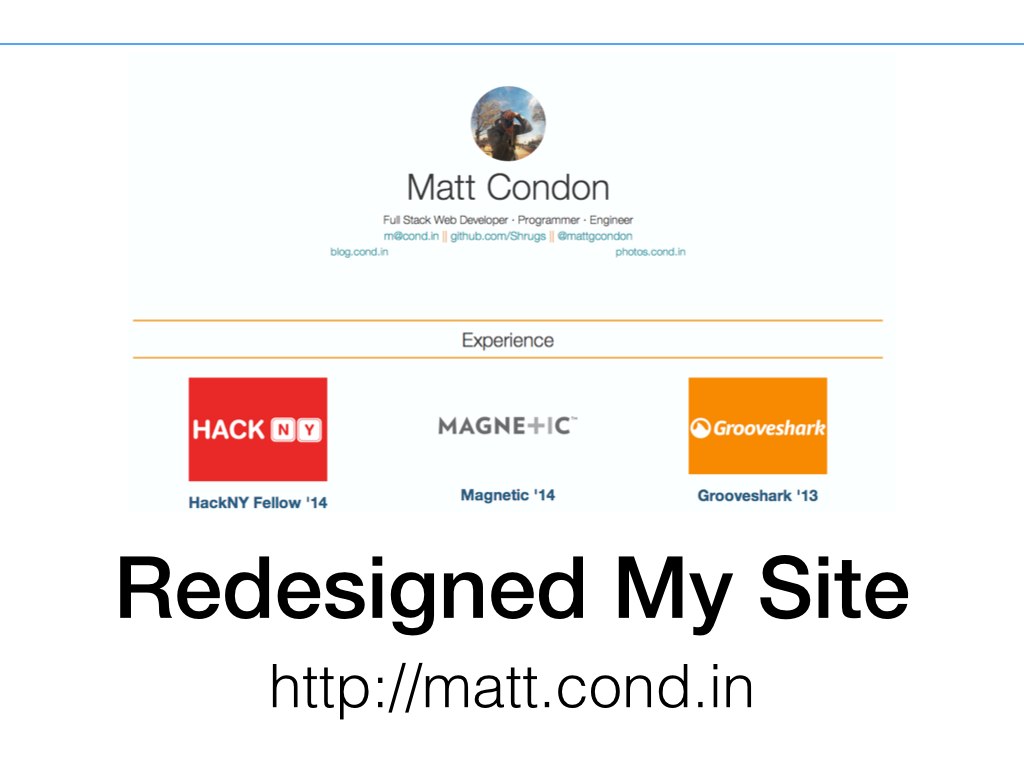 Matt Condon
Full Stack Web Developer · Programmer · Engineer
m@cond.in || github.com/Shrugs || @mattgcondon
blog.cond.in photos.cond.in
Experience
HACK NY
MAGNETIC™
Grooveshark
HackNY Fellow '14
Magnetic '14
Grooveshark '13
Redesigned My Site
http://matt.cond.in